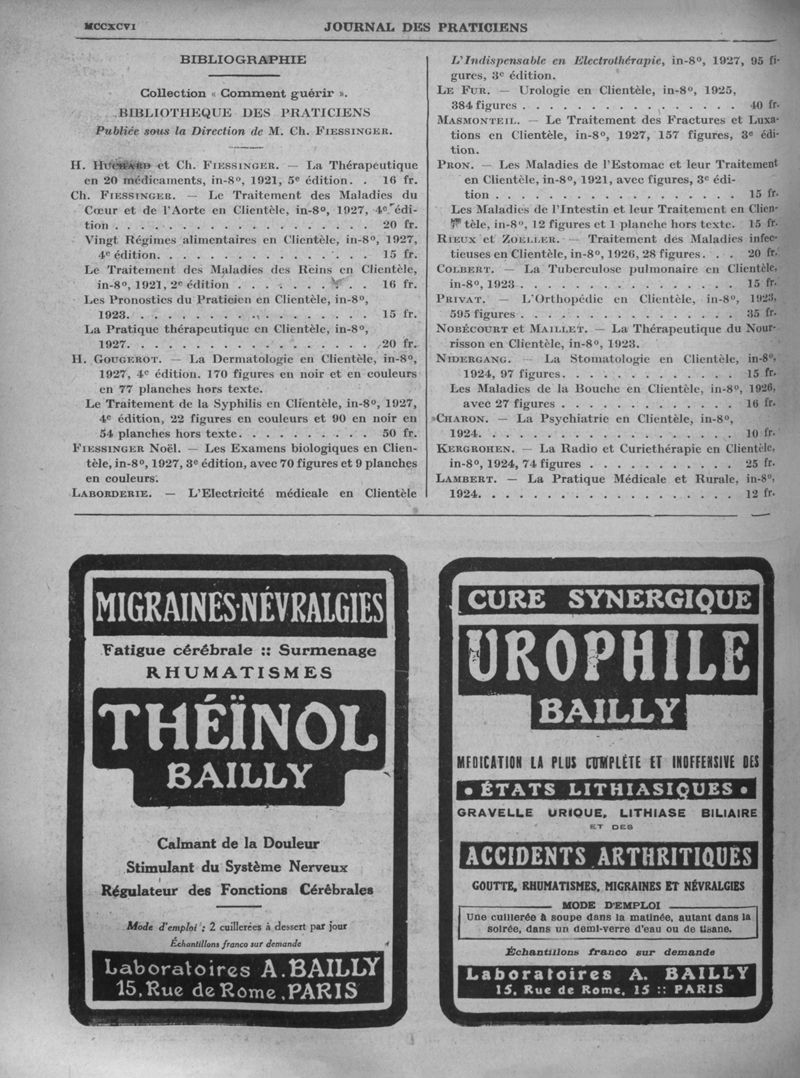 MCCXCVI
JOURNAL DES PRATICIENS
BIBLIOGRAPHIE
Collection « Comment guérir ».
BIBLIOTHEQUE DES PRATICIENS
Publiée sous la Direction de M. Ch. FIESSINGER.
H. HUCHARD et Ch. FIESSINGER. — La Thérapeutique
en 20 médicaments, in-8º, 1921, 5e édition. . 16 fr.
Ch. FIESSINGER. — Le Traitement des Maladies du
Cœur et de l'Aorte en Clientèle, in-8º, 1927, 4e édi-
tion . . . . . . . . . . . . . . . . 20 fr.
Vingt Régimes alimentaires en Clientèle, in-8º, 1927,
4e édition. . . . . . . . . . . . . . 15 fr.
Le Traitement des Maladies des Reins en Clientèle,
in-8º, 1921, 2e édition . . . . . . . . 16 fr.
Les Pronostics du Praticien en Clientèle, in-8º,
1923. . . . . . . . . . . . . . . . 15 fr.
La Pratique thérapeutique en Clientèle, in-8º,
1927. . . . . . . . . . . . . . . . 20 fr.
H. GOUGEROT. — La Dermatologie en Clientèle, in-8º,
1927, 4e édition. 170 figures en noir et en couleurs
en 77 planches hors texte.
Le Traitement de la Syphilis en Clientèle, in-8º, 1927,
4e édition, 22 figures en couleurs et 90 en noir en
54 planches hors texte. . . . . . . . . . 50 fr.
FIESSINGER Noël. — Les Examens biologiques en Clien-
tèle, in-8º, 1927, 3e édition, avec 70 figures et 9 planches
en couleurs.
LABORDERIE. — L'Electricité médicale en Clientèle
L'Indispensable en Electrothérapie, in-8º, 1927, 95 fi-
gures, 3e édition.
LE FUR. — Urologie en Clientèle, in-8º, 1925,
384 figures . . . . . . . . . . . . . . 40 fr.
MASMONTEIL. — Le Traitement des Fractures et Luxa-
tions en Clientèle, in-8º, 1927, 157 figures, 3e édi-
tion.
PRON. — Les Maladies de l'Estomac et leur Traitement
en Clientèle, in-8º, 1921, avec figures, 3e édi-
tion . . . . . . . . . . . . . . . . 15 fr.
Les Maladies de l'Intestin et leur Traitement en Clien-
tèle, in-8º, 12 figures et 1 planche hors texte. 15 fr.
RIEUX et ZOELLER. — Traitement des Maladies infec-
tieuses en Clientèle, in-8º, 1926, 28 figures. . . 20 fr.
COLBERT. — La Tuberculose pulmonaire en Clientèle,
in-8º, 1923 . . . . . . . . . . . . . . 15 fr.
PRIVAT. — L'Orthopédie en Clientèle, in-8º, 1923,
595 figures . . . . . . . . . . . . . . 35 fr.
NOBÉCOURT et MAILLET. — La Thérapeutique du Nour-
risson en Clientèle, in-8º, 1923.
NIDERGANG. — La Stomatologie en Clientèle, in-8º,
1924, 97 figures. . . . . . . . . . . . 15 fr.
Les Maladies de la Bouche en Clientèle, in-8º, 1926,
avec 27 figures . . . . . . . . . . . . 16 fr.
CHARON. — La Psychiatrie en Clientèle, in-8º,
1924. . . . . . . . . . . . . . . . 10 fr.
KERGROHEN. — La Radio et Curiethérapie en Clientèle,
in-8º, 1924, 74 figures . . . . . . . . . . 25 fr.
LAMBERT. — La Pratique Médicale et Rurale, in-8º,
1924. . . . . . . . . . . . . . . . 12 fr.
MIGRAINES-NÉVRALGIES
Fatigue cérébrale :: Surmenage
RHUMATISMES
THÉÏNOL
BAILLY
Calmant de la Douleur
Stimulant du Système Nerveux
Régulateur des Fonctions Cérébrales
Mode d'emploi : 2 cuillerées à dessert par jour
Échantillons franco sur demande
Laboratoires A. BAILLY
15, Rue de Rome, PARIS
CURE SYNERGIQUE
UROPHILE
BAILLY
MEDICATION LA PLUS COMPLÈTE ET INOFFENSIVE DES
• ÉTATS LITHIASIQUES •
GRAVELLE URIQUE, LITHIASE BILIAIRE
ET DES
ACCIDENTS ARTHRITIQUES
GOUTTE, RHUMATISMES, MIGRAINES ET NÉVRALGIES
MODE D'EMPLOI
Une cuillerée à soupe dans la matinée, autant dans la
soirée, dans un demi-verre d'eau ou de tisane.
Échantillons franco sur demande
Laboratoires A. BAILLY
15, Rue de Rome, 15 :: PARIS